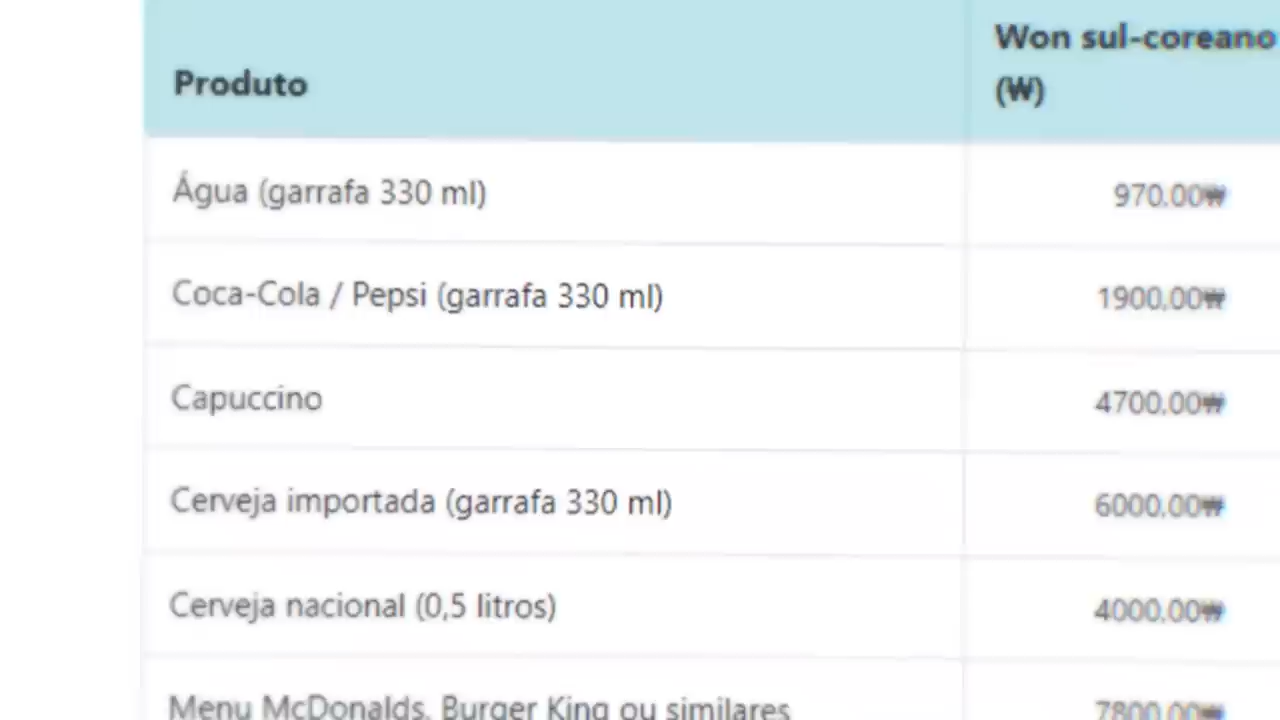 Produto
Won sul-coreano
(₩)
Água (garrafa 330 ml)
970.00₩
Coca-Cola / Pepsi (garrafa 330 ml)
1900.00₩
Capuccino
4700.00₩
Cerveja importada (garrafa 330 ml)
6000.00₩
Cerveja nacional (0,5 litros)
4000.00₩
Menu McDonalds, Burger King ou similares
7800.00₩